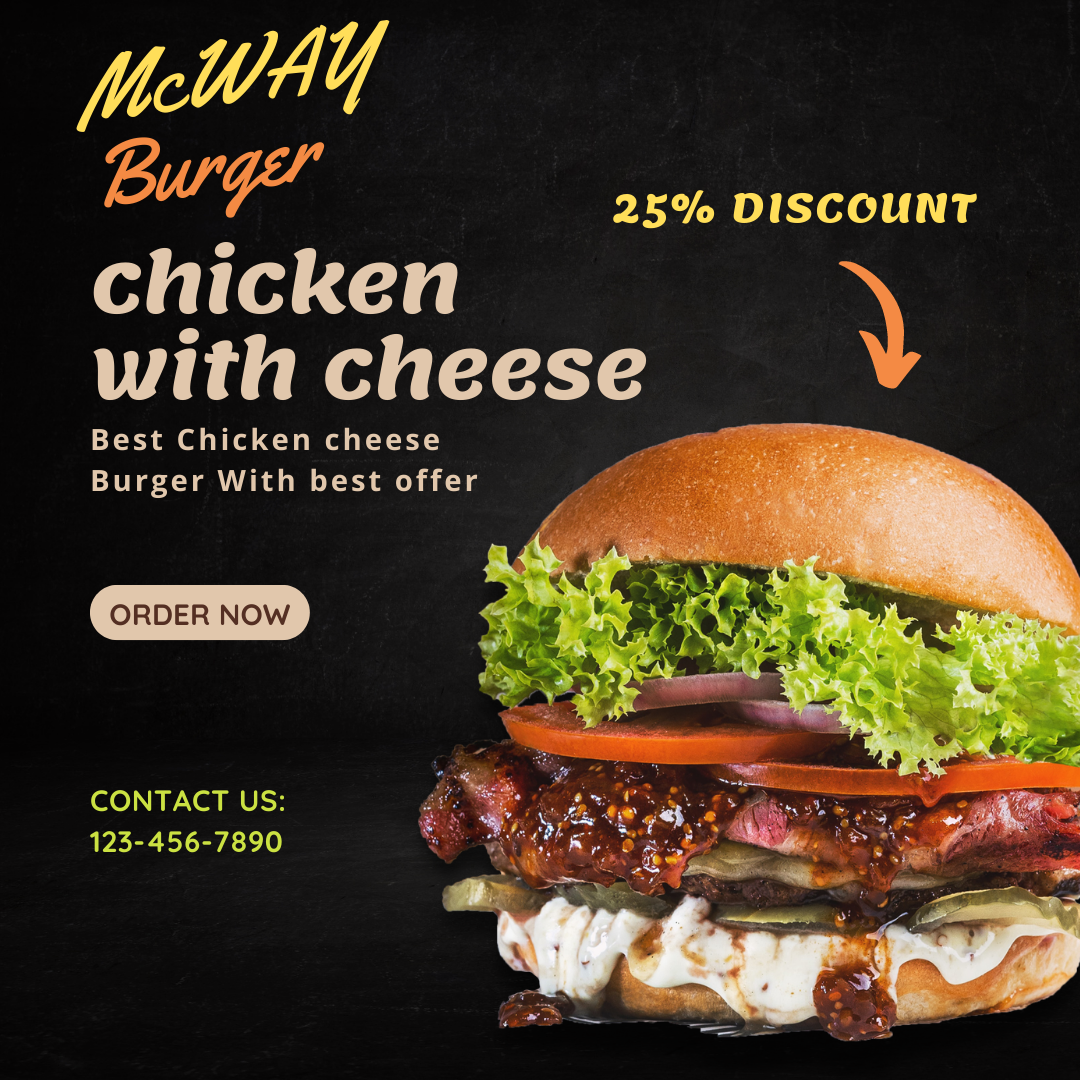 McWAY
Burger
25% DISCOUNT
chicken
with cheese
Best Chicken cheese
Burger With best offer
ORDER NOW
CONTACT US:
123-456-7890